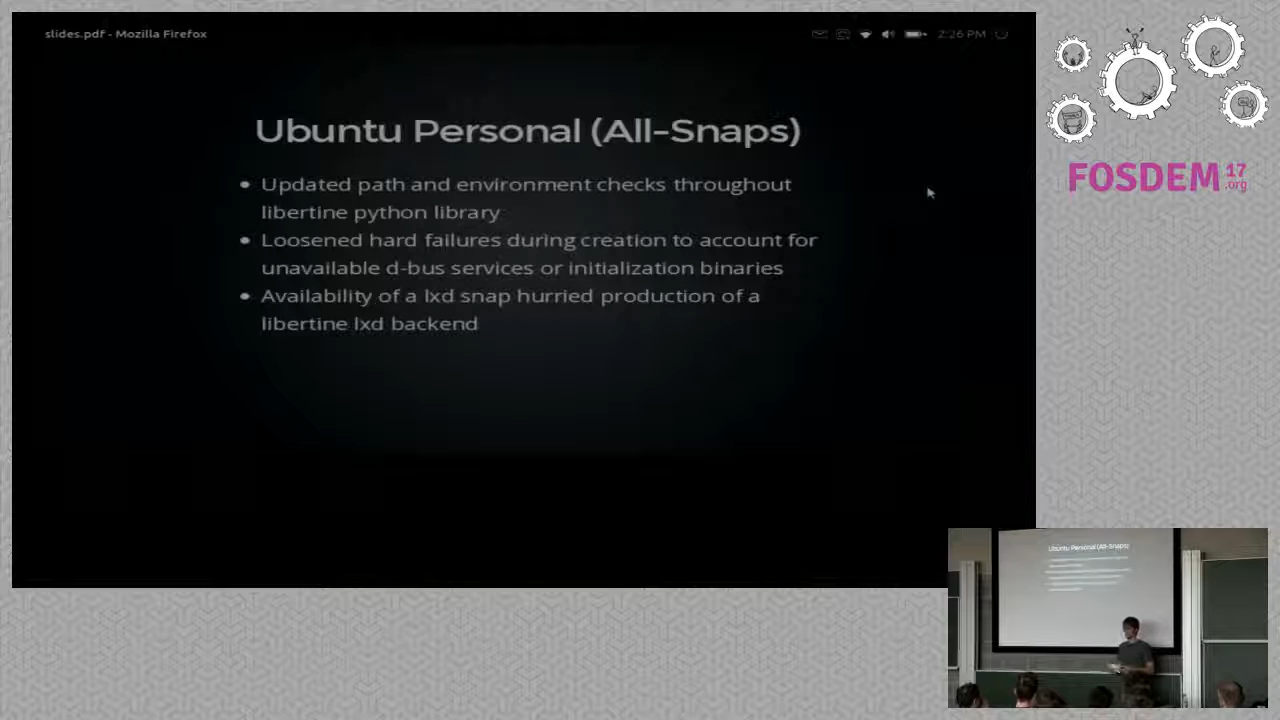 slides.pdf - Mozilla Firefox
2:26 PM
Ubuntu Personal (All-Snaps)
• Updated path and environment checks throughout
libertine python library
• Loosened hard failures during creation to account for
unavailable d-bus services or initialization binaries
• Availability of a lxd snap hurried production of a
libertine lxd backend
FOSDEM 17
.org
Ubuntu Personal (All-Snaps)